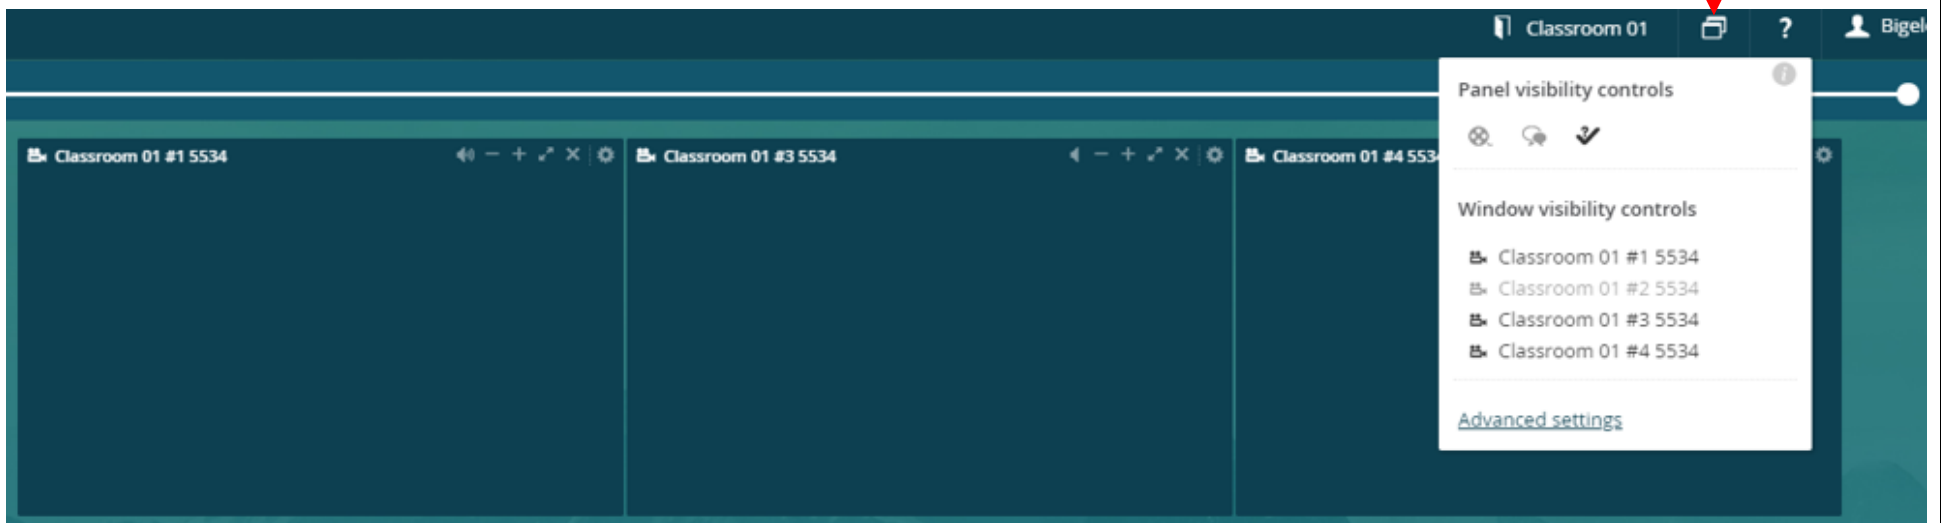 Classroom 01 ? Bigel
Panel visibility controls
Classroom 01 #1 5534
Classroom 01 #3 5534
Classroom 01 #4 553
Window visibility controls
Classroom 01 #1 5534
Classroom 01 #2 5534
Classroom 01 #3 5534
Classroom 01 #4 5534
Advanced settings